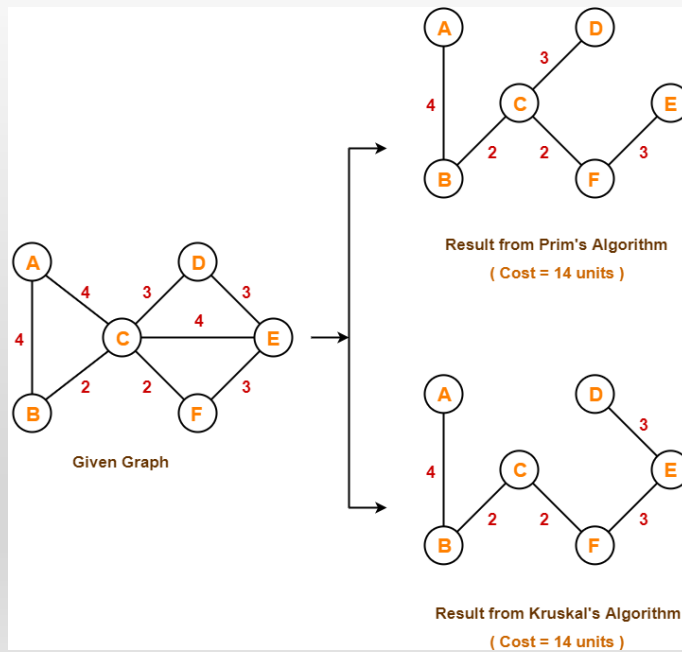 A
D
3
C
E
4
2
2
3
B
F
Result from Prim's Algorithm
( Cost = 14 units )
A
D
4
3
3
4
4
C
E
2
2
3
B
F
Given Graph
A
D
3
C
E
4
2
2
3
B
F
Result from Kruskal's Algorithm
( Cost = 14 units )